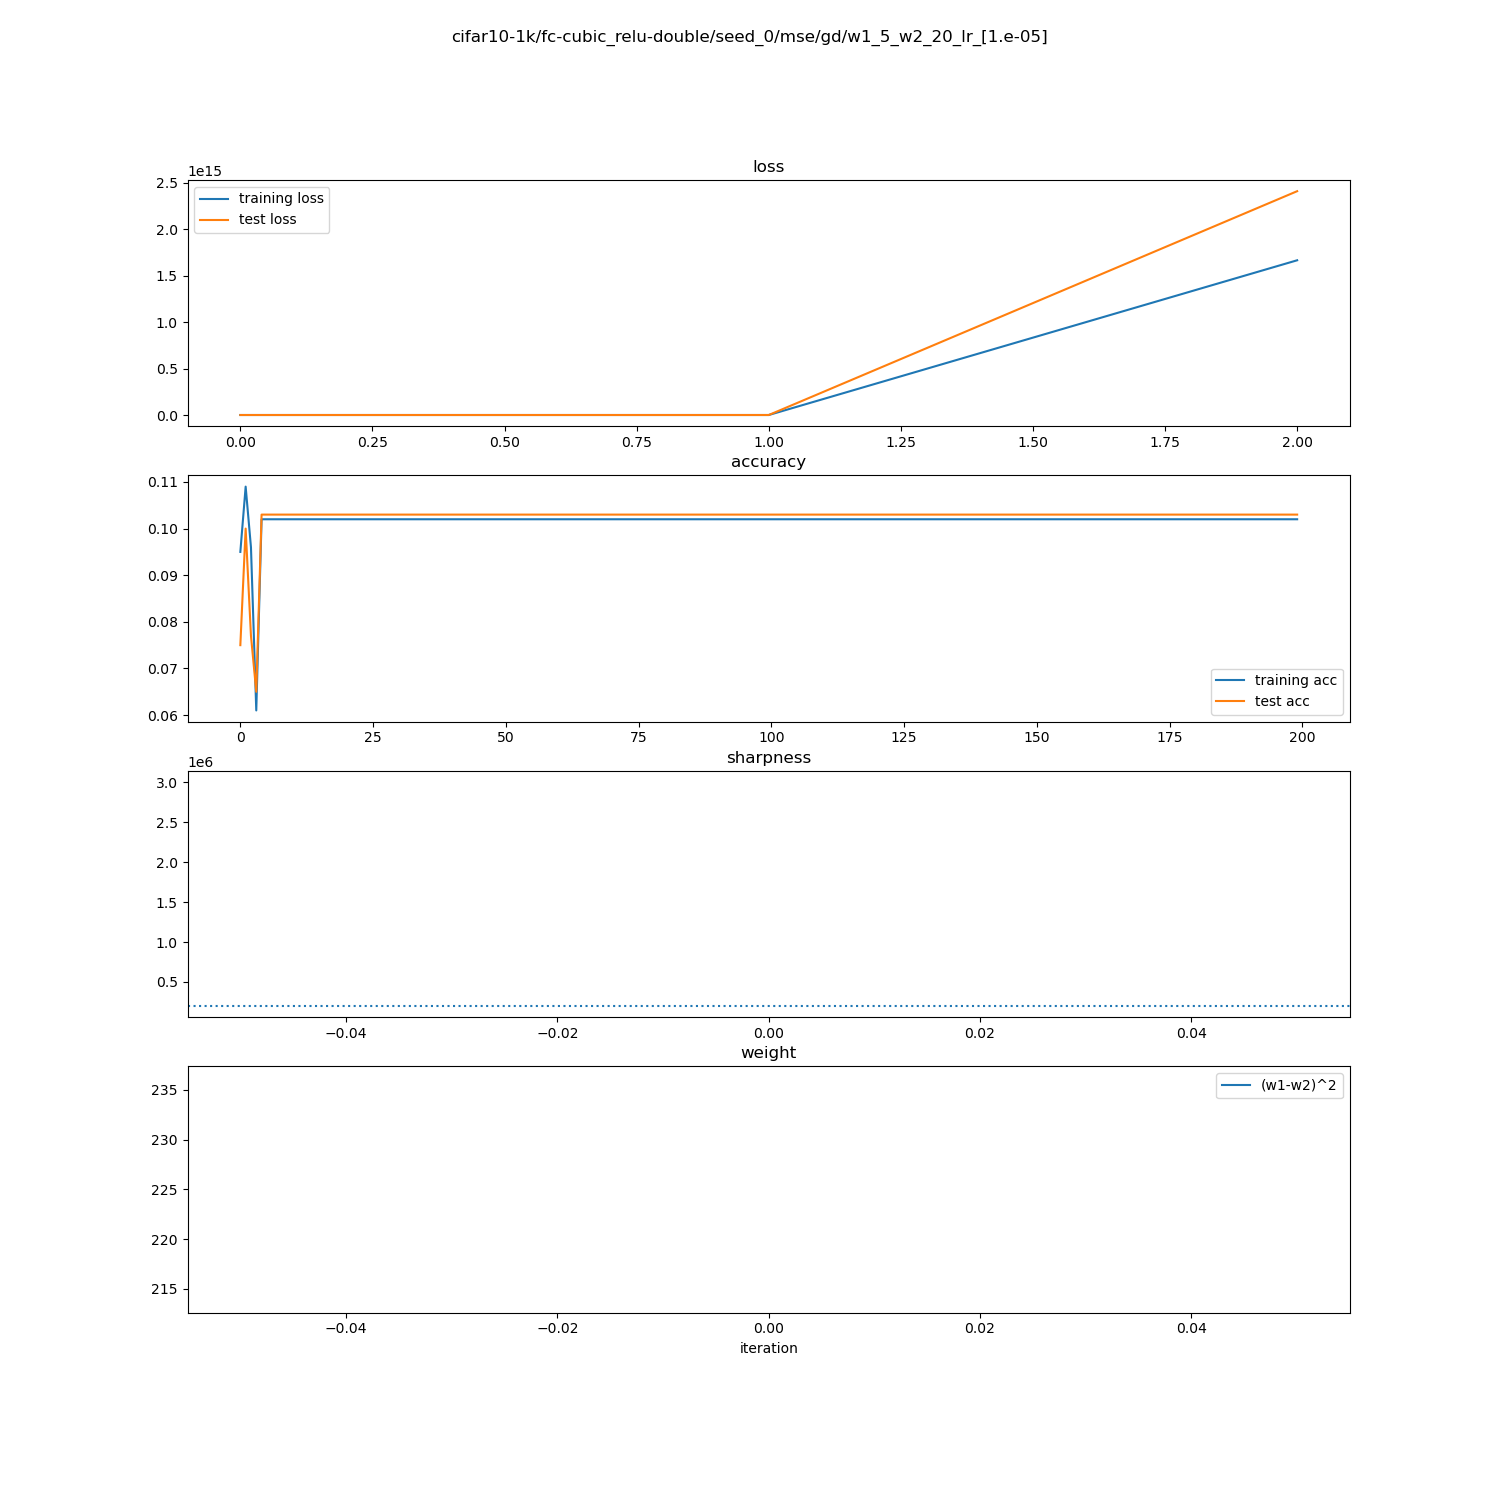 cifar10-1k/fc-cubic_relu-double/seed_0/mse/gd/w1_5_w2_20_lr_[1.e-05]
loss
1e15
2.5
2.0
1.5
1.0
0.5
0.0
training loss
test loss
0.00 0.25 0.50 0.75 1.00 1.25 1.50 1.75 2.00
accuracy
0.11
0.10
0.09
0.08
0.07
0.06
training acc
test acc
0 25 50 75 100 125 150 175 200
sharpness
1e6
3.0
2.5
2.0
1.5
1.0
0.5
−0.04 −0.02 0.00 0.02 0.04
weight
235
230
225
220
215
(w1-w2)^2
−0.04 −0.02 0.00 0.02 0.04
iteration